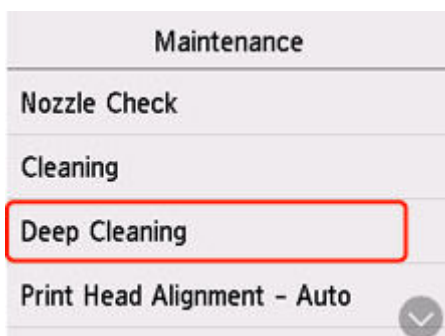 Maintenance
Nozzle Check
Cleaning
Deep Cleaning
Print Head Alignment - Auto